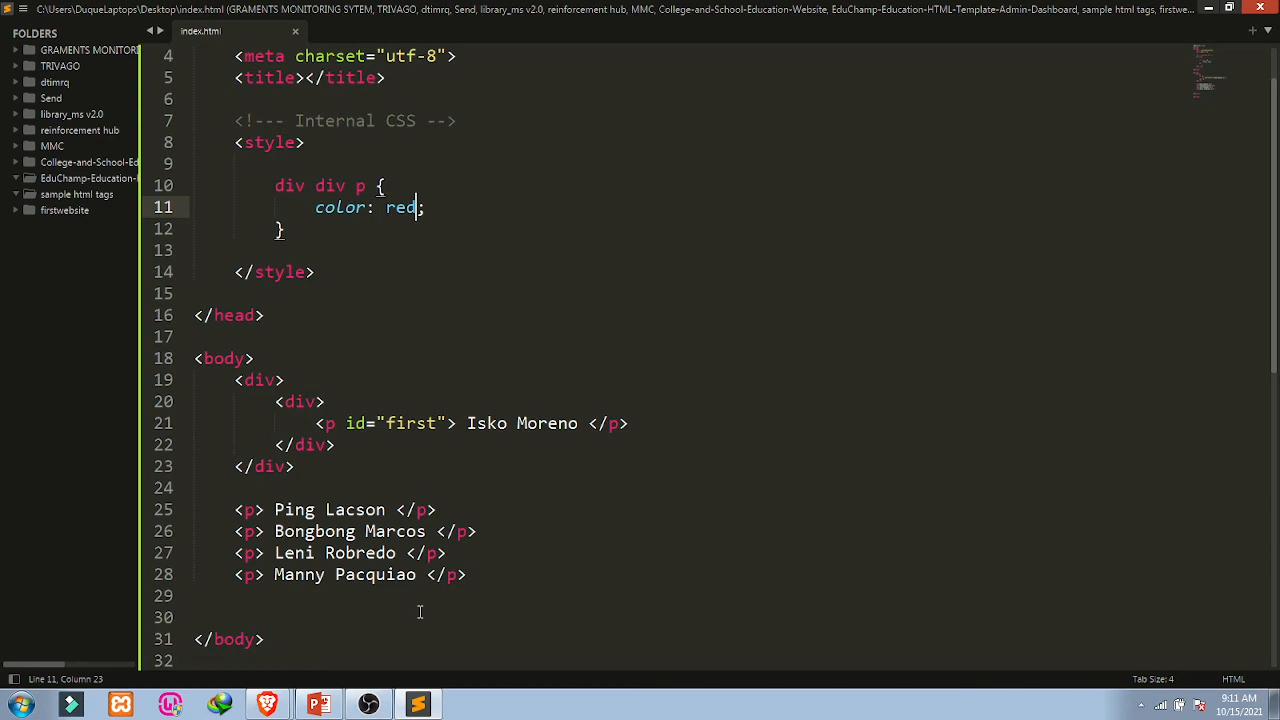 C:\Users\DuqueLaptops\Desktop\index.html (GRAMENTS MONITORING SYTEM, TRIVAGO, dtimrq, Send, library_ms v2.0, reinforcement hub, MMC, College-and-School-Education-Website, EduChamp-Education-HTML-Template-Admin-Dashboard, sample html tags, firstwe...
FOLDERS
GRAMENTS MONITORI
TRIVAGO
dtimrq
Send
library_ms v2.0
reinforcement hub
MMC
College-and-School-Ed
EduChamp-Education-
sample html tags
firstwebsite
index.html
4 <meta charset="utf-8">
5 <title></title>
6
7 <!--- Internal CSS -->
8 <style>
9
10 div div p {
11 color: red;
12 }
13
14 </style>
15
16 </head>
17
18 <body>
19 <div>
20 <div>
21 <p id="first"> Isko Moreno </p>
22 </div>
23 </div>
24
25 <p> Ping Lacson </p>
26 <p> Bongbong Marcos </p>
27 <p> Leni Robredo </p>
28 <p> Manny Pacquiao </p>
29
30
31 </body>
32
Line 11, Column 23
Tab Size: 4
HTML
9:11 AM
10/15/2021